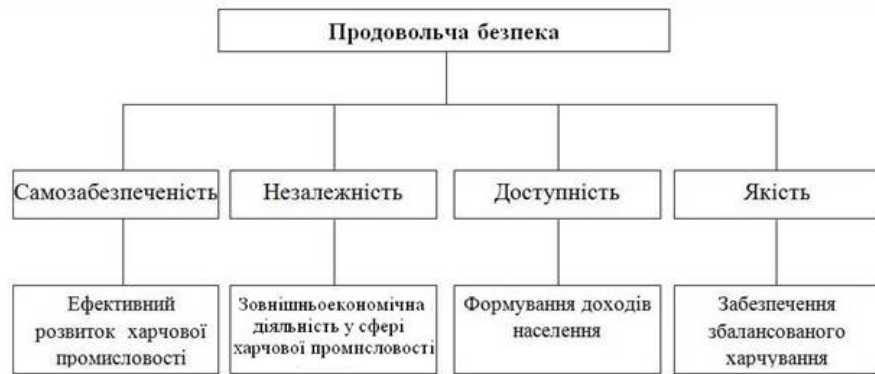 Продовольча безпека
Самозабезпеченість
Незалежність
Доступність
Якість
Ефективний
розвиток харчової
промисловості
Зовнішньоекономічна
діяльність у сфері
харчової промисловості
Формування доходів
населення
Забезпечення
збалансованого
харчування